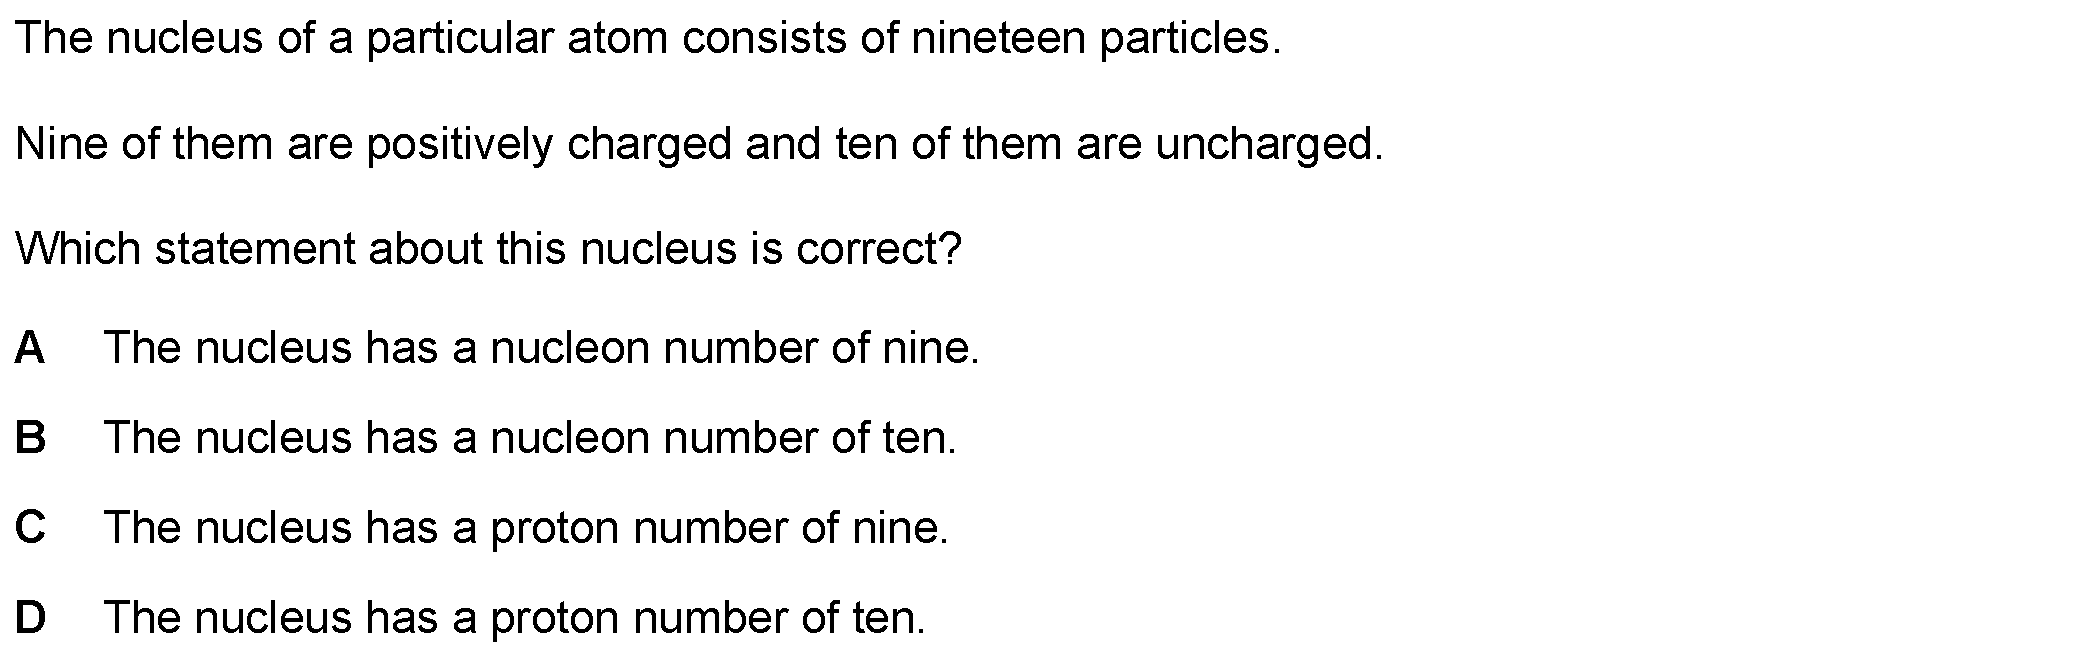 The nucleus of a particular atom consists of nineteen particles.
Nine of them are positively charged and ten of them are uncharged.
Which statement about this nucleus is correct?
A The nucleus has a nucleon number of nine.
B The nucleus has a nucleon number of ten.
C The nucleus has a proton number of nine.
D The nucleus has a proton number of ten.